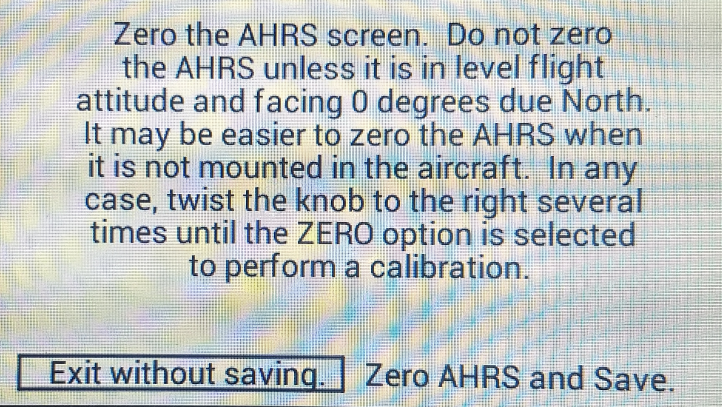 Zero the AHRS screen. Do not zero
the AHRS unless it is in level flight
attitude and facing 0 degrees due North.
It may be easier to zero the AHRS when
it is not mounted in the aircraft. In any
case, twist the knob to the right several
times until the ZERO option is selected
to perform a calibration.
Exit without saving. Zero AHRS and Save.